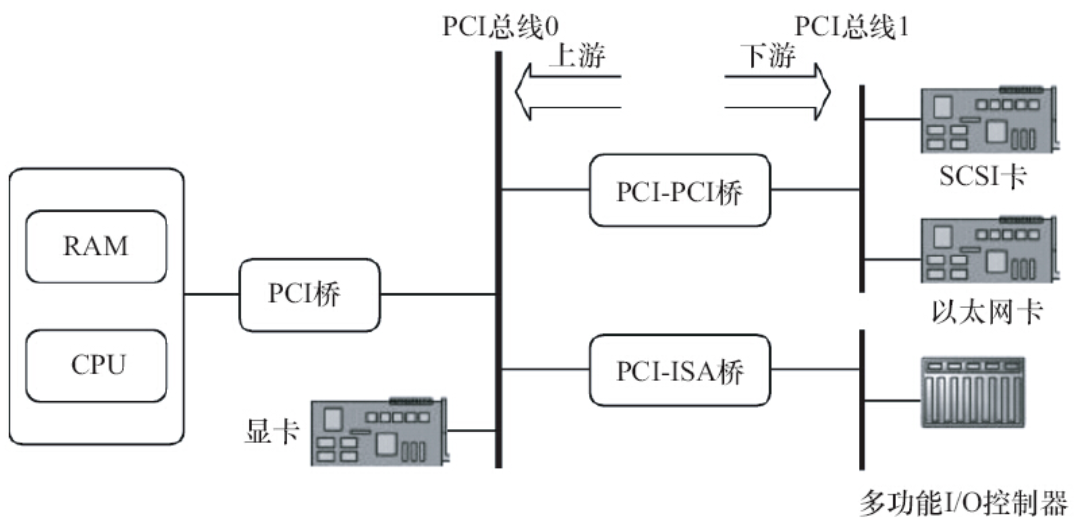 PCI总线0
PCI总线1
上游
下游
PCI-PCI桥
SCSI卡
RAM
PCI桥
以太网卡
CPU
PCI-ISA桥
显卡
多功能I/O控制器